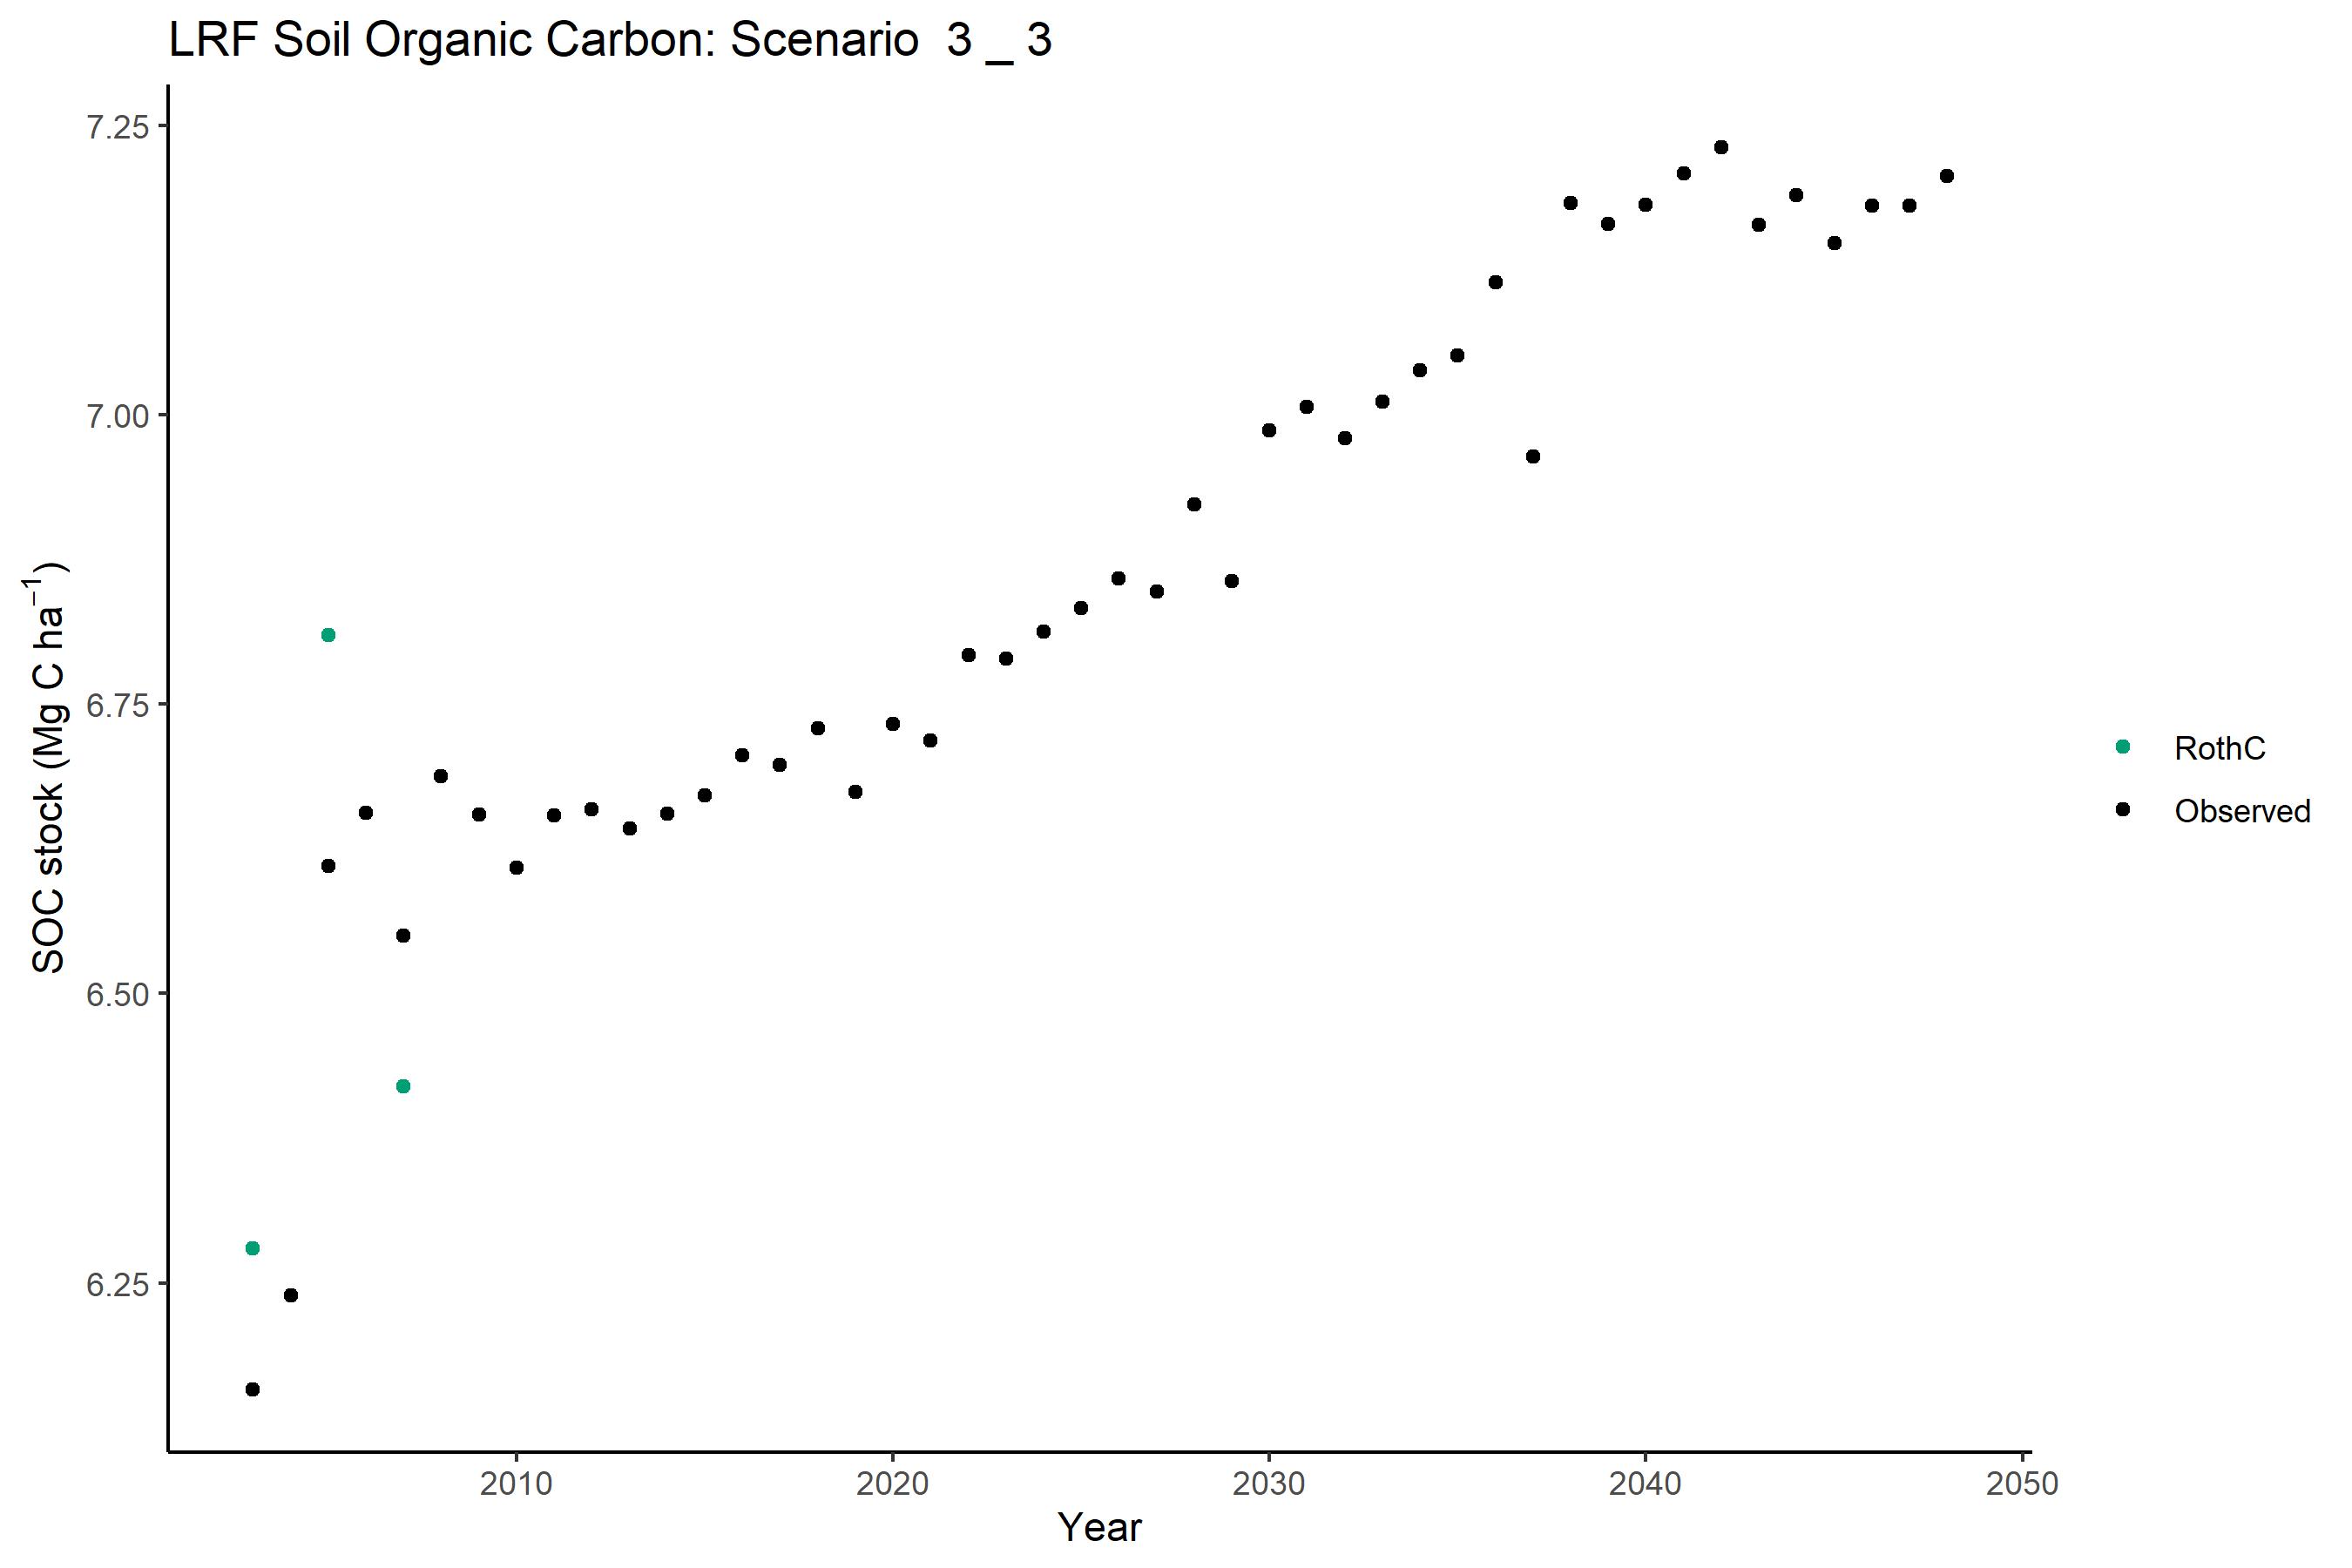 LRF Soil Organic Carbon: Scenario  3 _ 3
7.25
7.00
6.75
6.50
6.25
SOC stock (Mg C ha⁻¹)
2010
2020
2030
2040
2050
Year
RothC
Observed